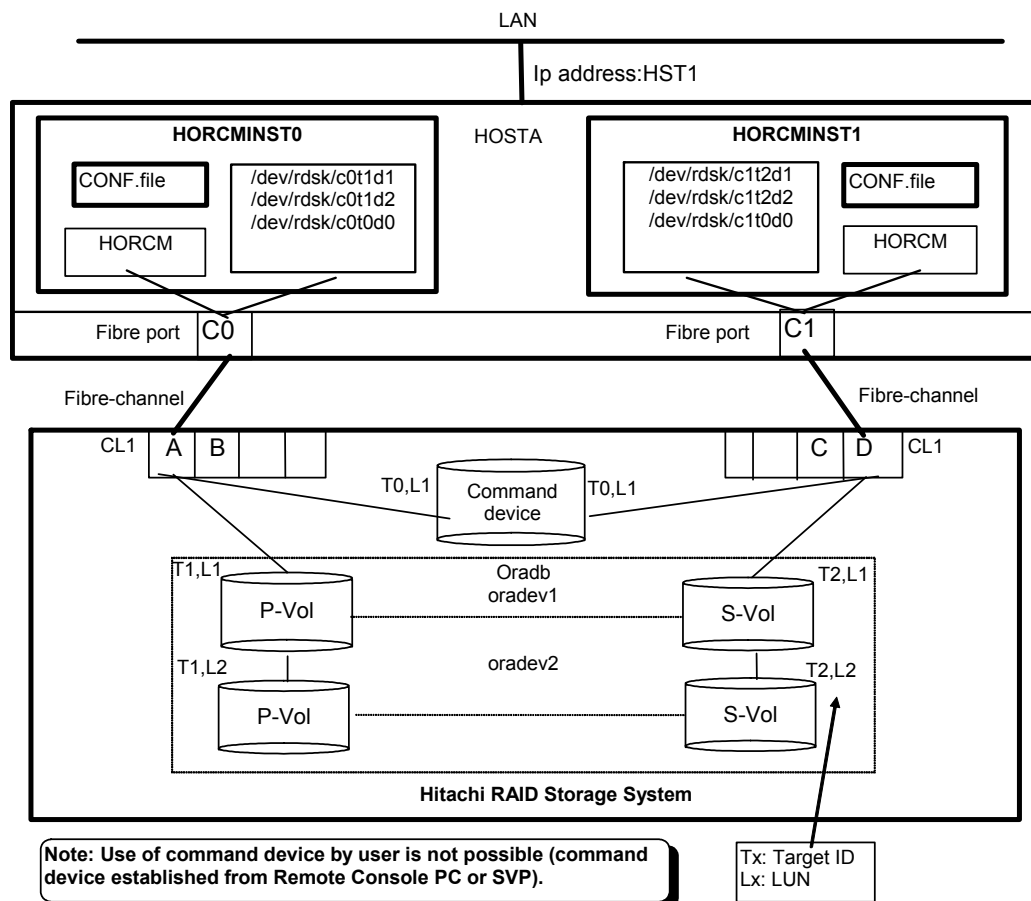 LAN
Ip address:HST1
HORCMINST0
HOSTA
HORCMINST1
CONF.file
/dev/rdsk/c0t1d1
/dev/rdsk/c0t1d2
/dev/rdsk/c0t0d0
HORCM
/dev/rdsk/c1t2d1
/dev/rdsk/c1t2d2
/dev/rdsk/c1t0d0
CONF.file
HORCM
Fibre port
C0
Fibre port
C1
Fibre-channel
Fibre-channel
CL1
A
B
C
D
CL1
T0,L1
Command
device
T0,L1
T1,L1
Oradb
oradev1
T2,L1
P-Vol
S-Vol
T1,L2
oradev2
T2,L2
P-Vol
S-Vol
Hitachi RAID Storage System
Note: Use of command device by user is not possible (command
device established from Remote Console PC or SVP).
Tx: Target ID
Lx: LUN